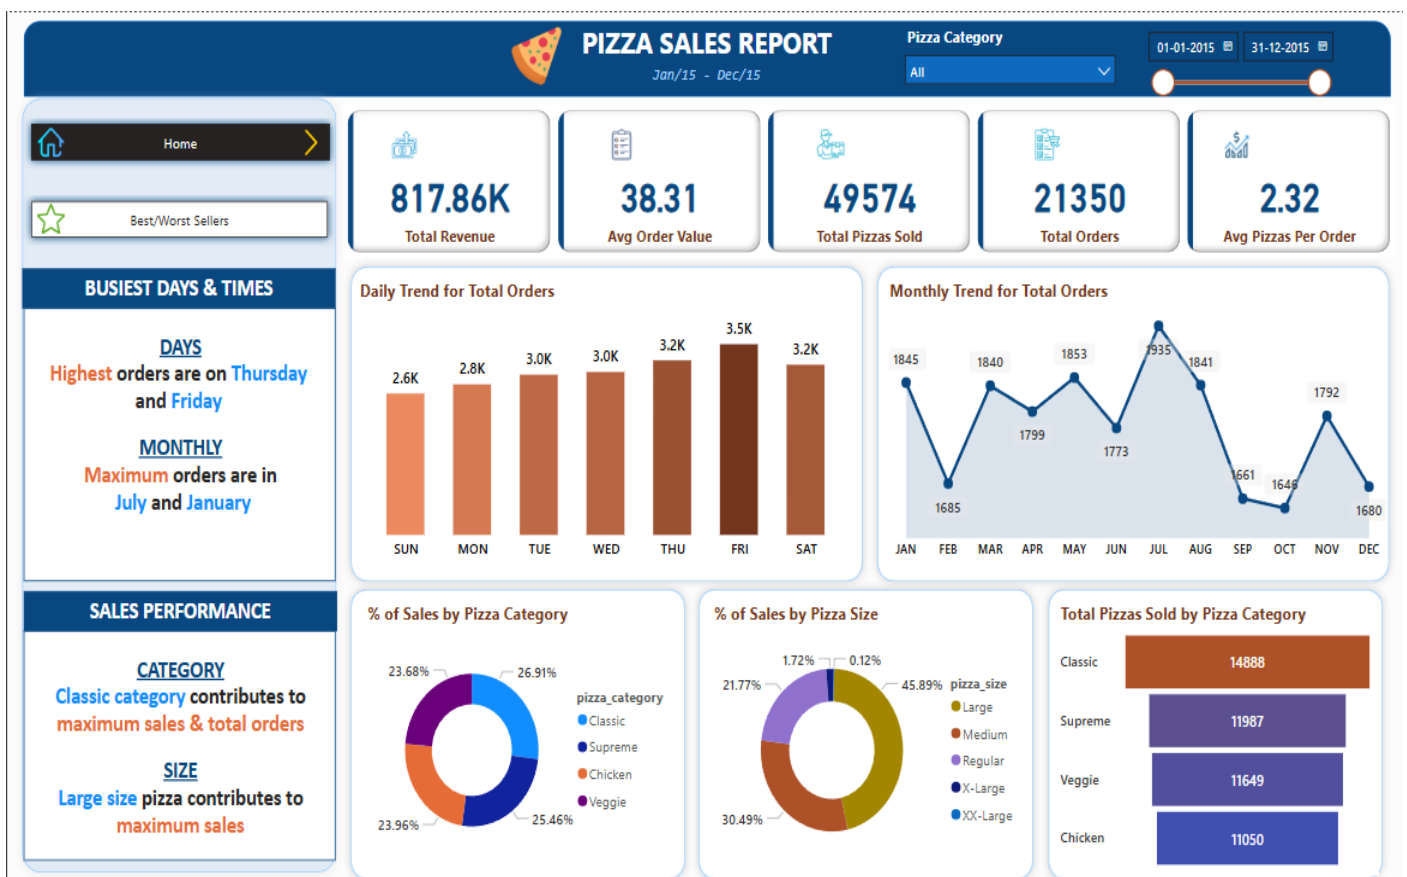 PIZZA SALES REPORT
Jan/15 - Dec/15
Pizza Category
All
01-01-2015
31-12-2015
Home
Best/Worst Sellers
817.86K
Total Revenue
38.31
Avg Order Value
49574
Total Pizzas Sold
21350
Total Orders
2.32
Avg Pizzas Per Order
BUSIEST DAYS & TIMES
DAYS
Highest orders are on Thursday
and Friday
MONTHLY
Maximum orders are in
July and January
Daily Trend for Total Orders
2.6K
2.8K
3.0K
3.0K
3.2K
3.5K
3.2K
SUN MON TUE WED THU FRI SAT
Monthly Trend for Total Orders
1845
1685
1840
1799
1853
1773
1935
1841
1661
1646
1792
1680
JAN FEB MAR APR MAY JUN JUL AUG SEP OCT NOV DEC
SALES PERFORMANCE
CATEGORY
Classic category contributes to
maximum sales & total orders
SIZE
Large size pizza contributes to
maximum sales
% of Sales by Pizza Category
23.68%
26.91%
23.96%
25.46%
pizza_category
Classic
Supreme
Chicken
Veggie
% of Sales by Pizza Size
1.72%
0.12%
21.77%
45.89%
30.49%
pizza_size
Large
Medium
Regular
X-Large
XX-Large
Total Pizzas Sold by Pizza Category
Classic 14888
Supreme 11987
Veggie 11649
Chicken 11050